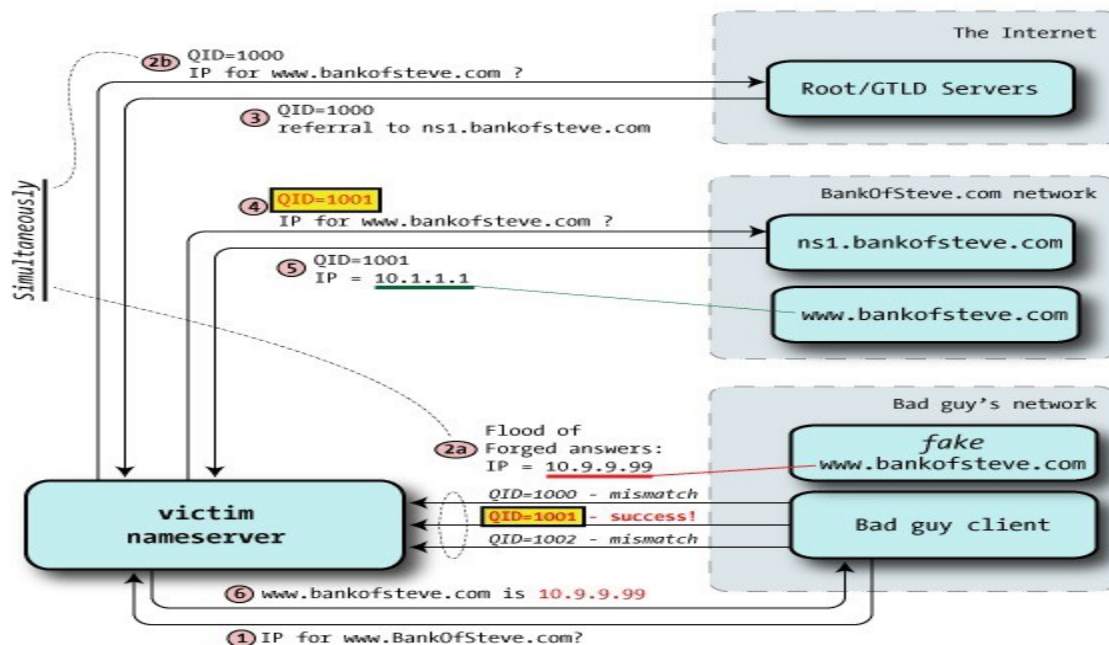 The Internet
2b QID=1000
IP for www.bankofsteve.com ?
Root/GTLD Servers
3 QID=1000
referral to ns1.bankofsteve.com
Simultaneously
BankOfSteve.com network
4 QID=1001
IP for www.bankofsteve.com ?
ns1.bankofsteve.com
5 QID=1001
IP = 10.1.1.1
www.bankofsteve.com
Bad guy's network
2a Flood of
Forged answers:
IP = 10.9.9.99
fake
www.bankofsteve.com
victim
nameserver
QID=1000 - mismatch
QID=1001 - success!
QID=1002 - mismatch
Bad guy client
6 www.bankofsteve.com is 10.9.9.99
1 IP for www.BankOfSteve.com?